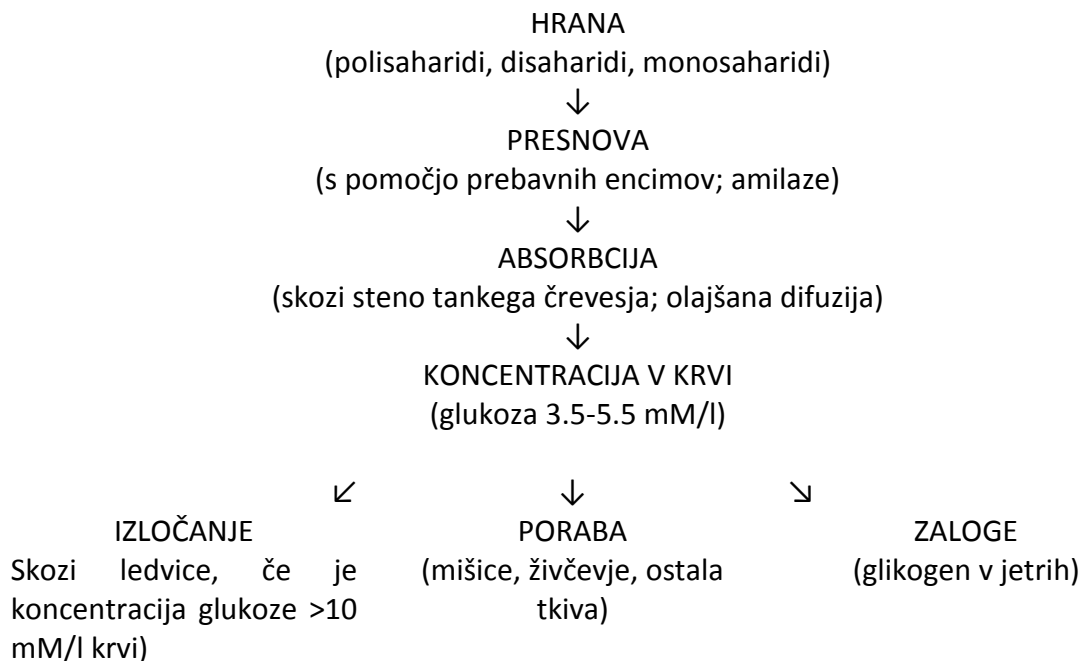 HRANA
(polisaharidi, disaharidi, monosaharidi)
↓
PRESNOVA
(s pomočjo prebavnih encimov; amilaze)
↓
ABSORBCIJA
(skozi steno tankega črevesja; olajšana difuzija)
↓
KONCENTRACIJA V KRVI
(glukoza 3.5-5.5 mM/l)
↙ ↓ ↘
IZLOČANJE
Skozi ledvice, če je
koncentracija glukoze >10
mM/l krvi)
PORABA
(mišice, živčevje, ostala
tkiva)
ZALOGE
(glikogen v jetrih)